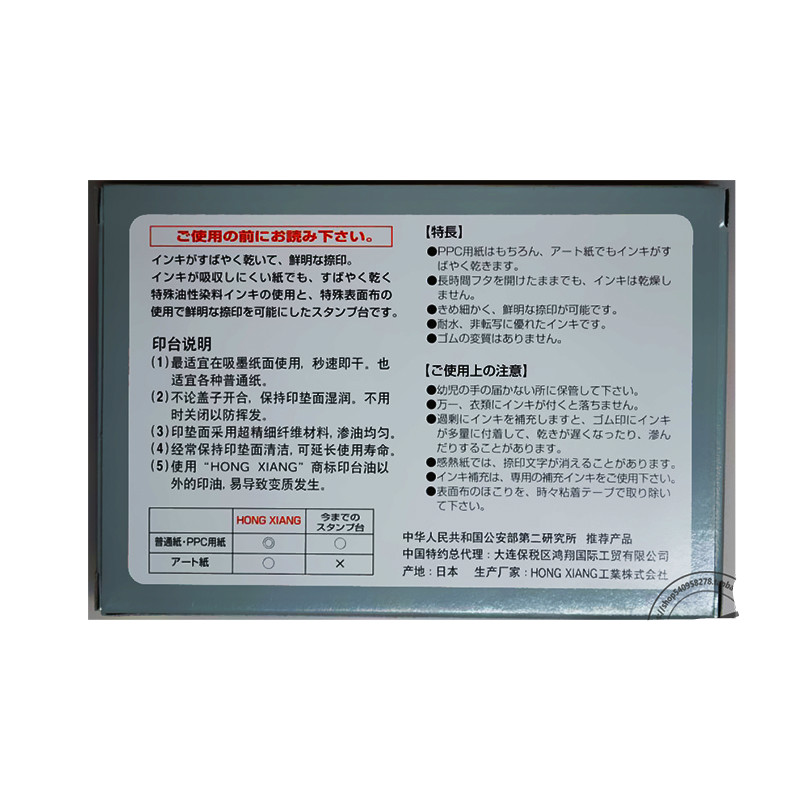 ご使用の前にお読み下さい。
インキがすばやく乾いて、鮮明な捺印。
インキが吸収しにくい紙でも、すばやく乾く
特殊油性染料インキの使用と、特殊表面布の
使用で鮮明な捺印を可能にしたスタンプ台です。
印台说明
(1)最适宜在吸墨纸面使用，秒速即干。也
适宜各种普通纸。
(2)不论盖子开合，保持印垫面湿润。不用
时关闭以防挥发。
(3)印垫面采用超精细纤维材料，渗油均匀。
(4)经常保持印垫面清洁，可延长使用寿命。
(5)使用“HONG XIANG”商标印台油以
外的印油，易导致变质发生。
HONG XIANG 今までのスタンプ台
普通紙・PPC用紙 ◎ ○
アート紙 ○ ×
【特長】
●PPC用紙はもちろん、アート紙でもインキがす
ばやく乾きます。
●長時間フタを開けたままでも、インキは乾燥し
ません。
●きめ細かく、鮮明な捺印が可能です。
●耐水、非転写に優れたインキです。
●ゴムの変質はありません。
【ご使用上の注意】
●幼児の手の届かない所に保管して下さい。
●万一、衣類にインキが付くと落ちません。
●過剰にインキを補充しますと、ゴム印にインキ
が多量に付着して、乾きが遅くなったり、滲ん
だりすることがあります。
●感熱紙では、捺印文字が消えることがあります。
●インキ補充は、専用の補充インキをご使用下さい。
●表面布のほこりを、時々粘着テープで取り除い
て下さい。
中华人民共和国公安部第二研究所 推荐产品
中国特约总代理：大连保税区鸿翔国际工贸有限公司
产地：日本 生产厂家：HONG XIANG工業株式会社
//shop540958278.